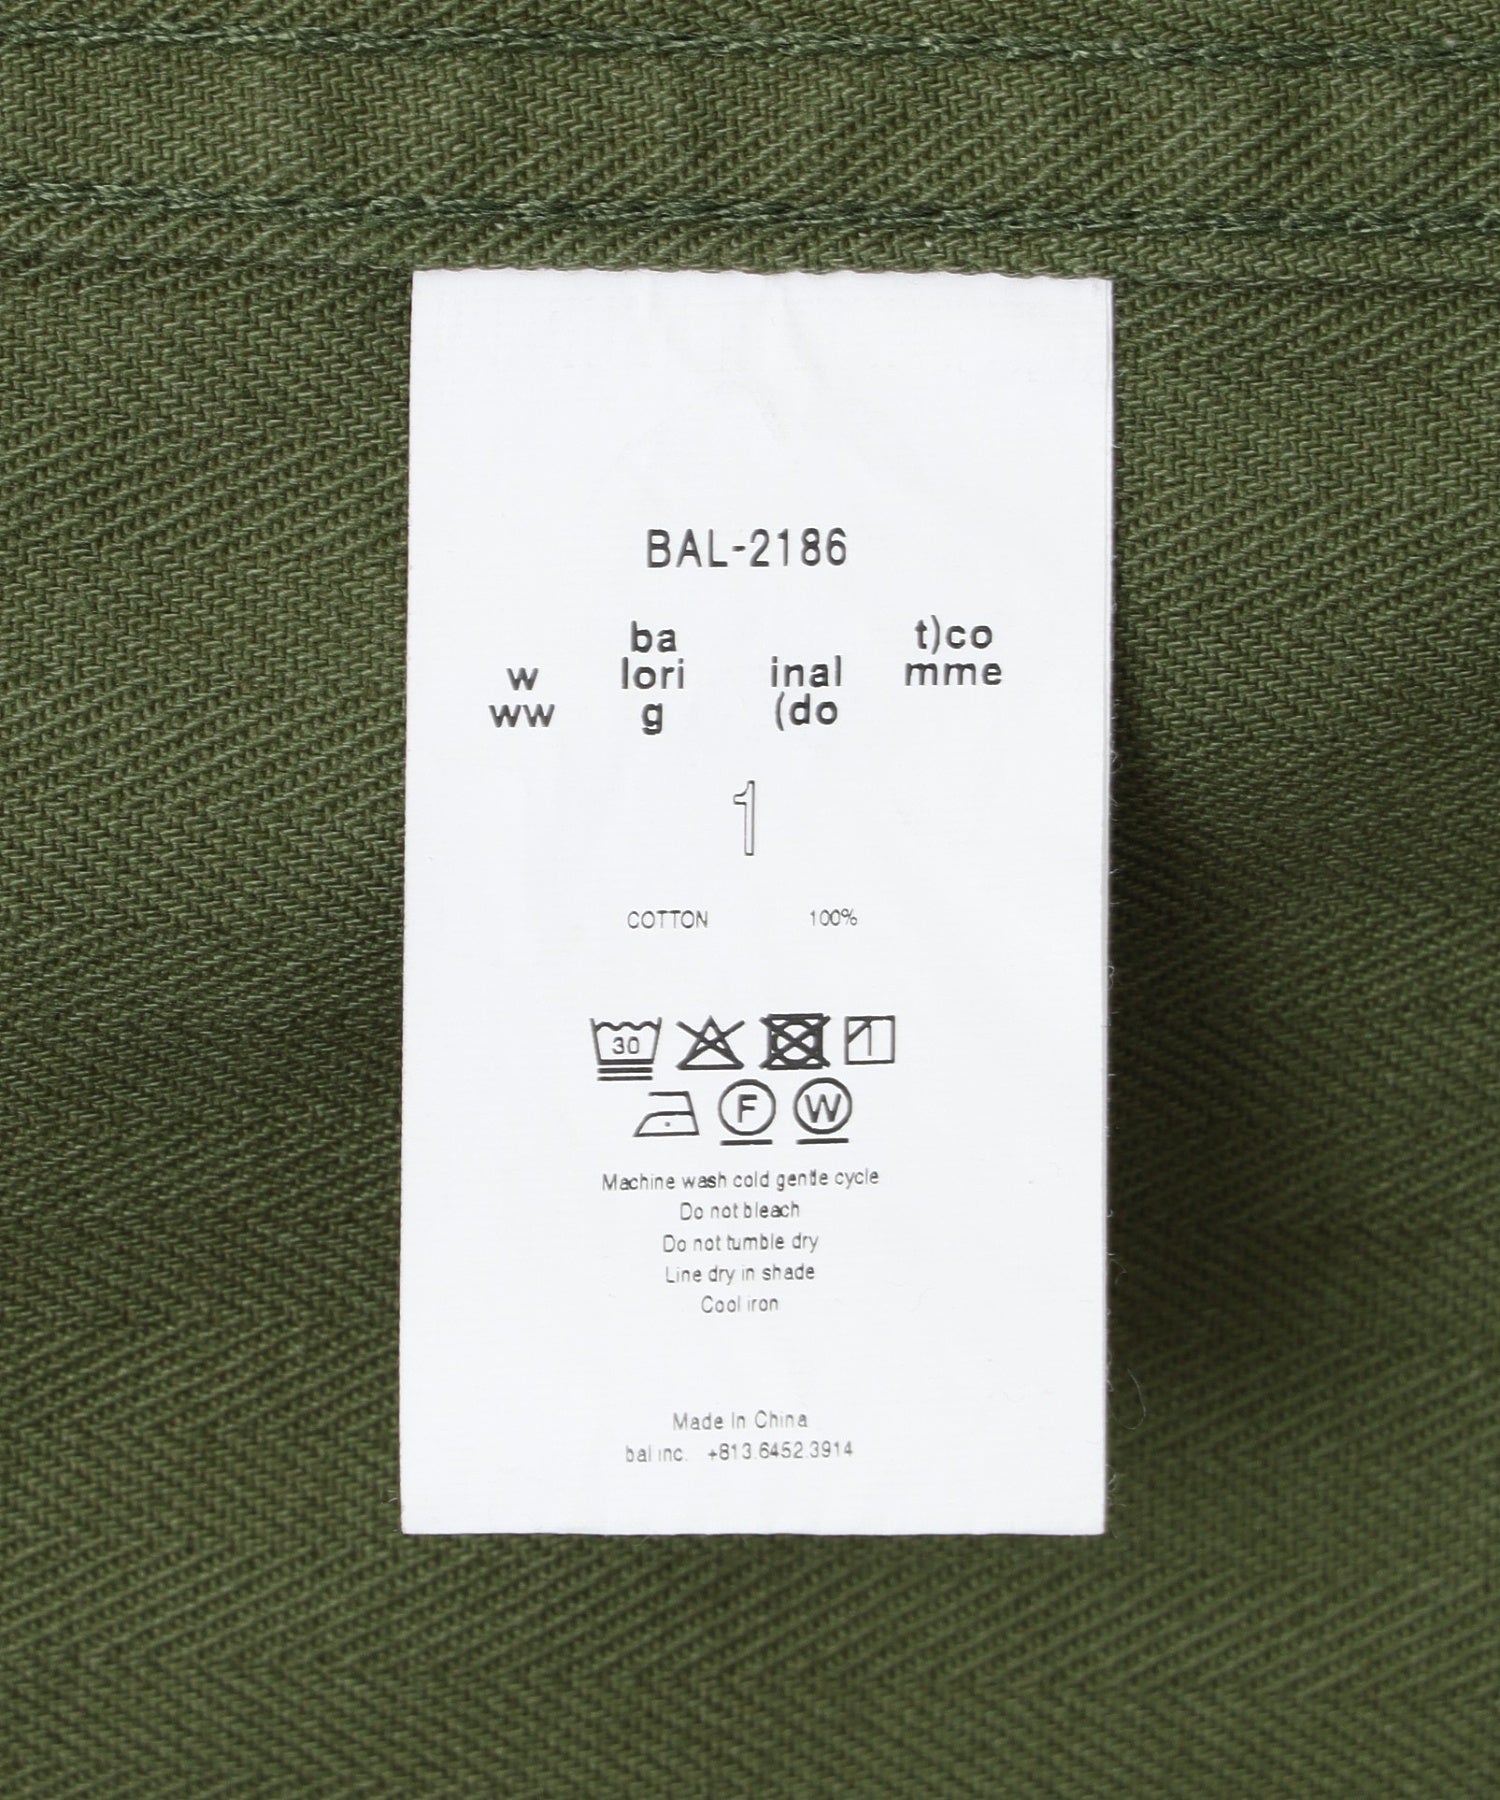 BAL-2186
ba t)co
w lori inal mme
ww g (do
1
COTTON 100%
30
F W
Machine wash cold gentle cycle
Do not bleach
Do not tumble dry
Line dry in shade
Cool iron
Made In China
bal inc. +813.6452.3914